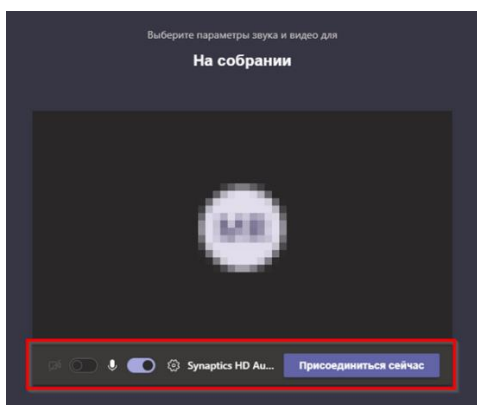 Выберите параметры звука и видео для
На собрании
Synaptics HD Au... Присоединиться сейчас